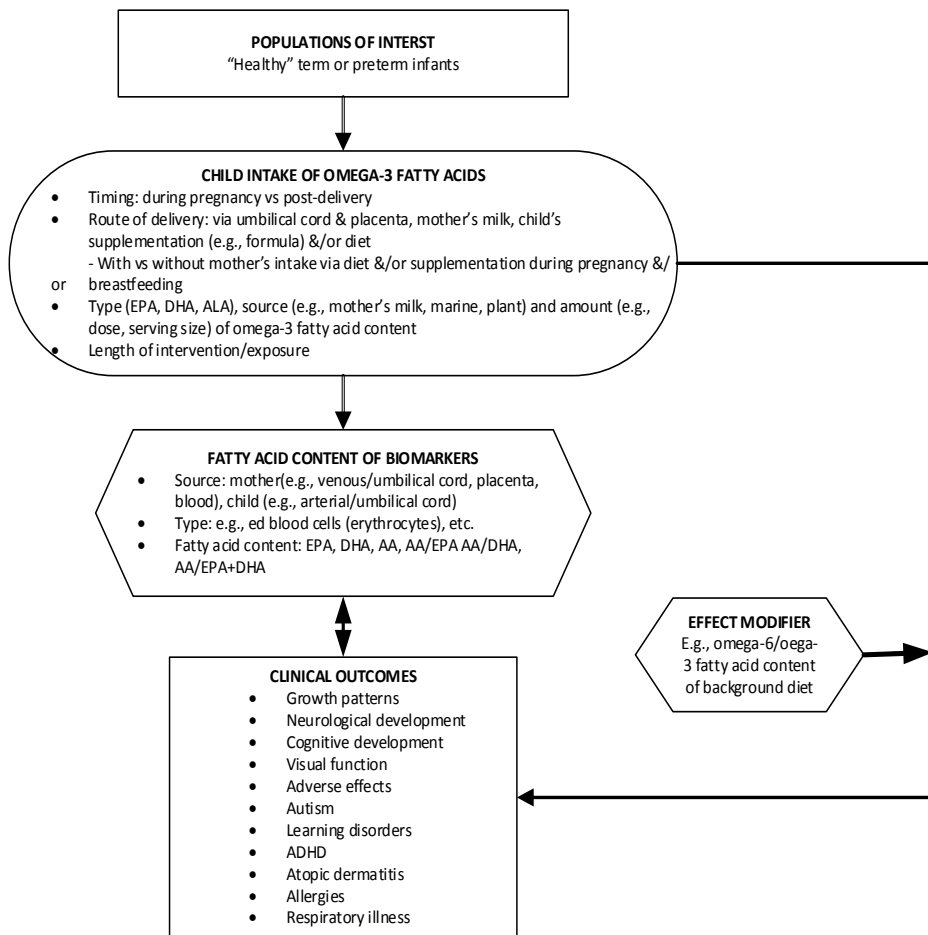 POPULATIONS OF INTERST
“Healthy” term or preterm infants
CHILD INTAKE OF OMEGA-3 FATTY ACIDS
• Timing: during pregnancy vs post-delivery
• Route of delivery: via umbilical cord & placenta, mother’s milk, child’s
supplementation (e.g., formula) &/or diet
- With vs without mother’s intake via diet &/or supplementation during pregnancy &/
or breastfeeding
• Type (EPA, DHA, ALA), source (e.g., mother’s milk, marine, plant) and amount (e.g.,
dose, serving size) of omega-3 fatty acid content
• Length of intervention/exposure
FATTY ACID CONTENT OF BIOMARKERS
• Source: mother(e.g., venous/umbilical cord, placenta,
blood), child (e.g., arterial/umbilical cord)
• Type: e.g., ed blood cells (erythrocytes), etc.
• Fatty acid content: EPA, DHA, AA, AA/EPA AA/DHA,
AA/EPA+DHA
EFFECT MODIFIER
E.g., omega-6/oega-
3 fatty acid content
of background diet
CLINICAL OUTCOMES
• Growth patterns
• Neurological development
• Cognitive development
• Visual function
• Adverse effects
• Autism
• Learning disorders
• ADHD
• Atopic dermatitis
• Allergies
• Respiratory illness